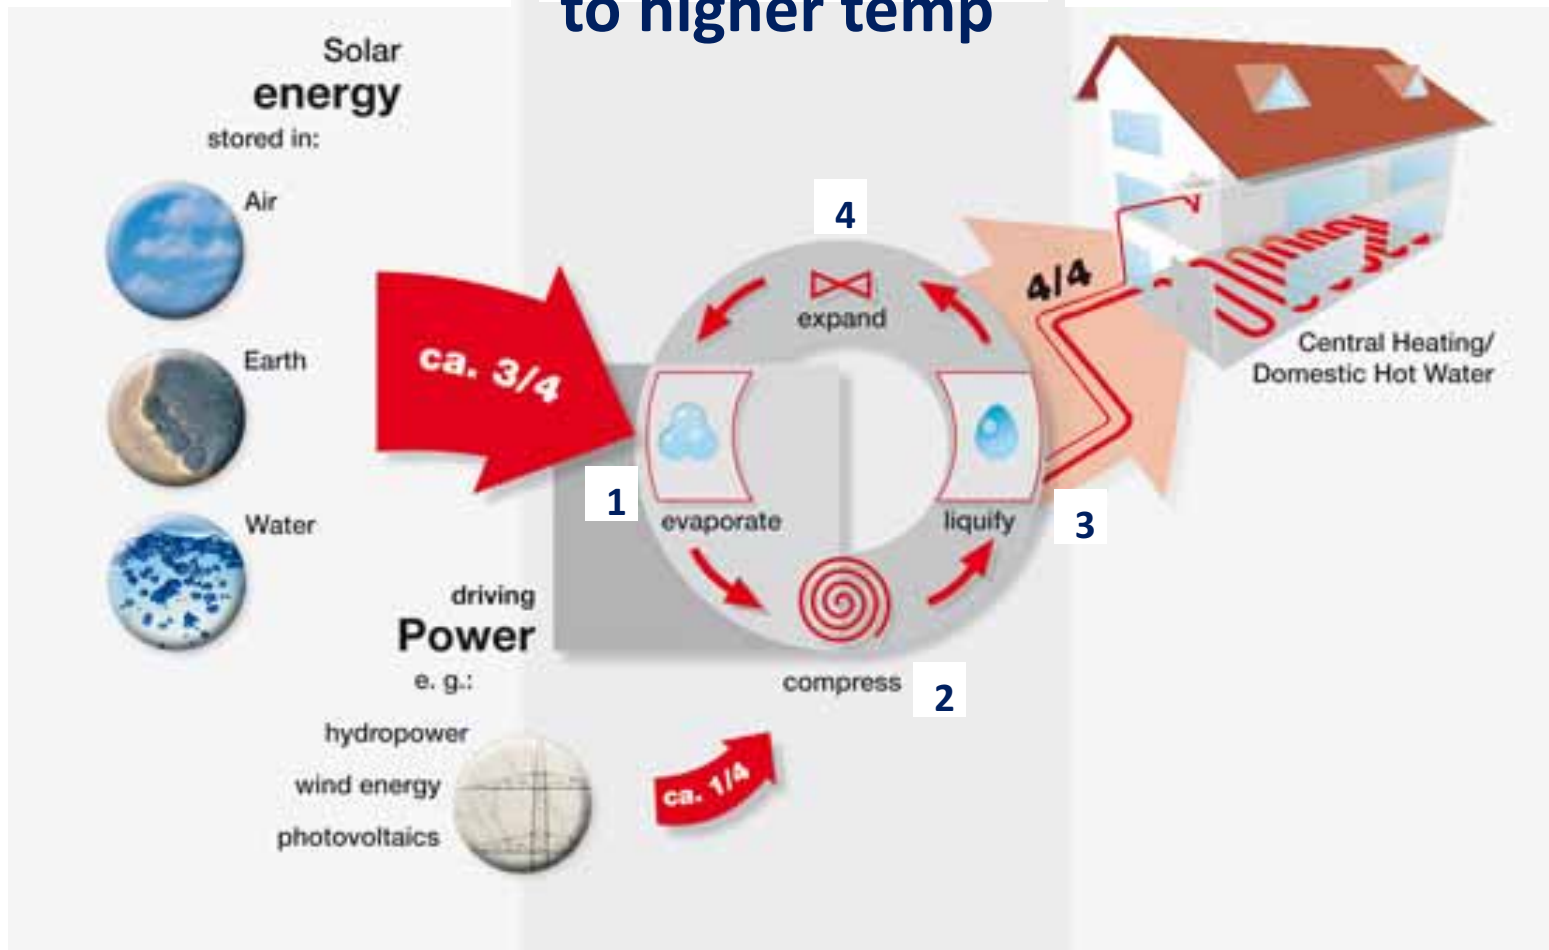 to higher temp
Solar
energy
stored in:
Air
Earth
Water
ca. 3/4
driving
Power
e. g.:
hydropower
wind energy
photovoltaics
ca. 1/4
4
expand
1
evaporate
liquify
3
compress
2
4/4
Central Heating/
Domestic Hot Water